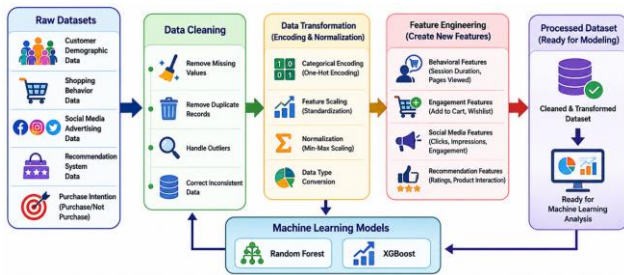 Raw Datasets
Customer
Demographic
Data
Shopping
Behavior
Data
Social Media
Advertising
Data
Recommendation
System
Data
Purchase Intention
(Purchase/Not
Purchase)
Data Cleaning
Remove Missing
Values
Remove Duplicate
Records
Handle Outliers
Correct Inconsistent
Data
Data Transformation
(Encoding & Normalization)
Categorical Encoding
(One-Hot Encoding)
Feature Scaling
(Standardization)
Normalization
(Min-Max Scaling)
Data Type
Conversion
Feature Engineering
(Create New Features)
Behavioral Features
(Session Duration,
Pages Viewed)
Engagement Features
(Add to Cart, Wishlist)
Social Media Features
(Clicks, Impressions,
Engagement)
Recommendation Features
(Ratings, Product Interaction)
Processed Dataset
(Ready for Modeling)
Cleaned & Transformed
Dataset
Ready for
Machine Learning
Analysis
Machine Learning Models
Random Forest
XGBoost